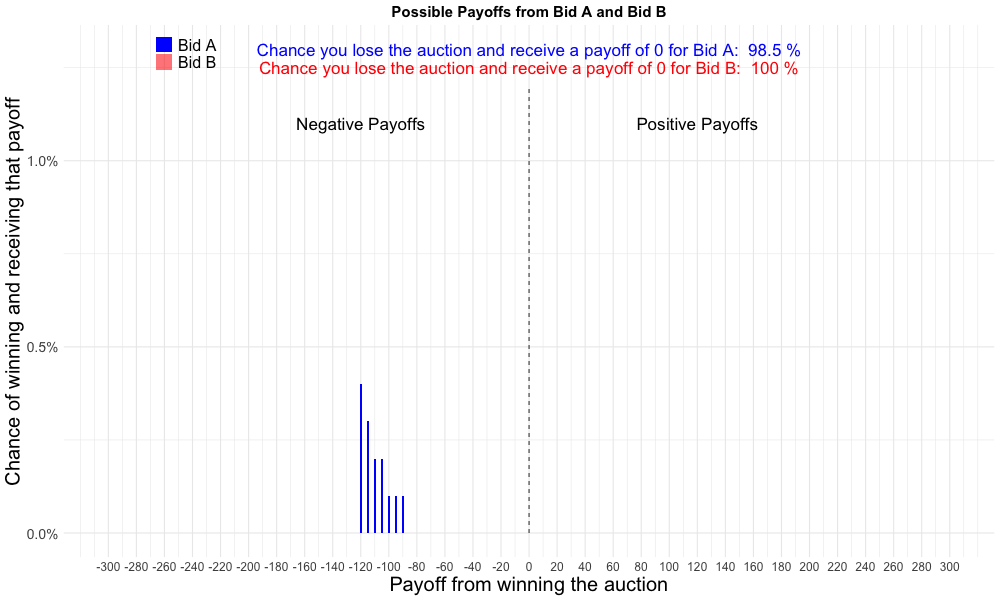 Possible Payoffs from Bid A and Bid B
Bid A
Bid B
Chance you lose the auction and receive a payoff of 0 for Bid A:  98.5 %
Chance you lose the auction and receive a payoff of 0 for Bid B:  100 %
Negative Payoffs
Positive Payoffs
Chance of winning and receiving that payoff
1.0%
0.5%
0.0%
-300 -280 -260 -240 -220 -200 -180 -160 -140 -120 -100 -80 -60 -40 -20 0 20 40 60 80 100 120 140 160 180 200 220 240 260 280 300
Payoff from winning the auction